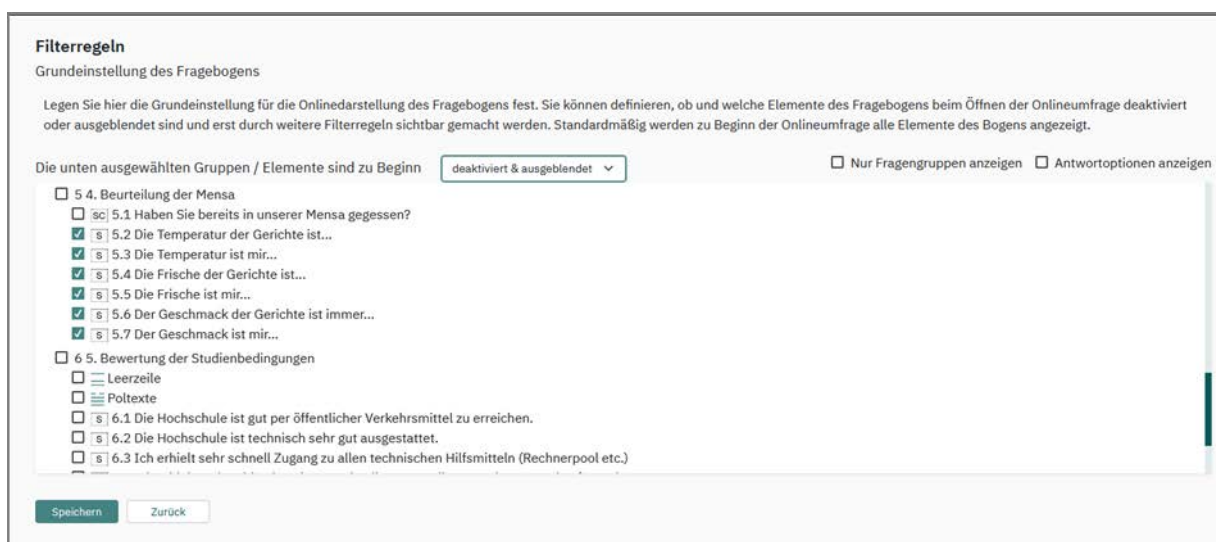 Filterregeln
Grundeinstellung des Fragebogens
Legen Sie hier die Grundeinstellung für die Onlinedarstellung des Fragebogens fest. Sie können definieren, ob und welche Elemente des Fragebogens beim Öffnen der Onlineumfrage deaktiviert
oder ausgeblendet sind und erst durch weitere Filterregeln sichtbar gemacht werden. Standardmäßig werden zu Beginn der Onlineumfrage alle Elemente des Bogens angezeigt.
Die unten ausgewählten Gruppen / Elemente sind zu Beginn deaktiviert & ausgeblendet Nur Fragengruppen anzeigen Antwortoptionen anzeigen
5 4. Beurteilung der Mensa
SC 5.1 Haben Sie bereits in unserer Mensa gegessen?
S 5.2 Die Temperatur der Gerichte ist...
S 5.3 Die Temperatur ist mir...
S 5.4 Die Frische der Gerichte ist...
S 5.5 Die Frische ist mir...
S 5.6 Der Geschmack der Gerichte ist immer...
S 5.7 Der Geschmack ist mir...
6 5. Bewertung der Studienbedingungen
Leerzeile
Poltexte
S 6.1 Die Hochschule ist gut per öffentlicher Verkehrsmittel zu erreichen.
S 6.2 Die Hochschule ist technisch sehr gut ausgestattet.
S 6.3 Ich erhielt sehr schnell Zugang zu allen technischen Hilfsmitteln (Rechnerpool etc.)
Speichern Zurück